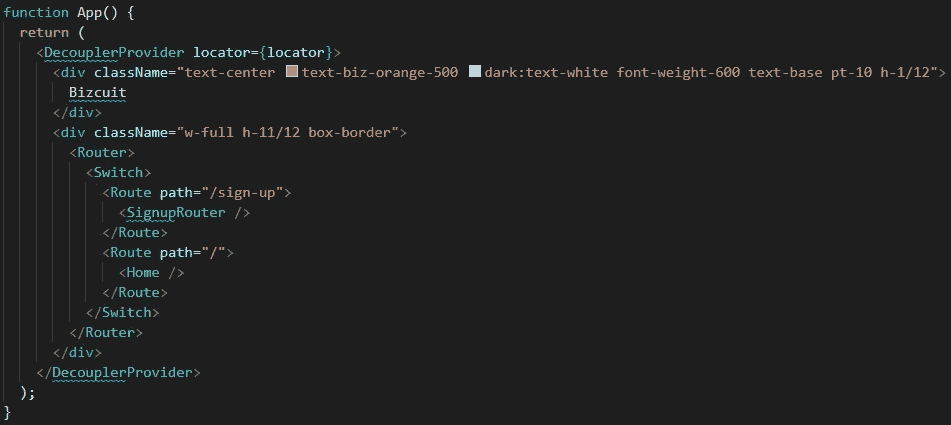 function App() {
  return (
    <DecouplerProvider locator={locator}>
      <div className="text-center text-biz-orange-500 dark:text-white font-weight-600 text-base pt-10 h-1/12">
        Bizcuit
      </div>
      <div className="w-full h-11/12 box-border">
        <Router>
          <Switch>
            <Route path="/sign-up">
              <SignupRouter />
            </Route>
            <Route path="/">
              <Home />
            </Route>
          </Switch>
        </Router>
      </div>
    </DecouplerProvider>
  );
}